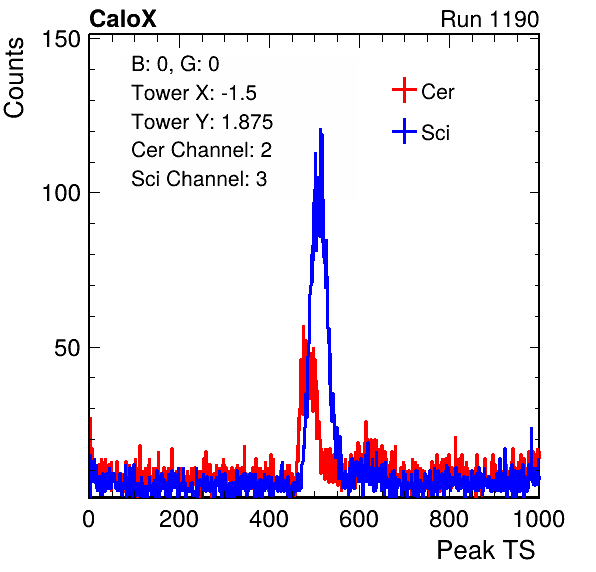 CaloX Run 1190
Counts
150
100
50
B: 0, G: 0
Tower X: -1.5
Tower Y: 1.875
Cer Channel: 2
Sci Channel: 3
Cer
Sci
0 200 400 600 800 1000
Peak TS